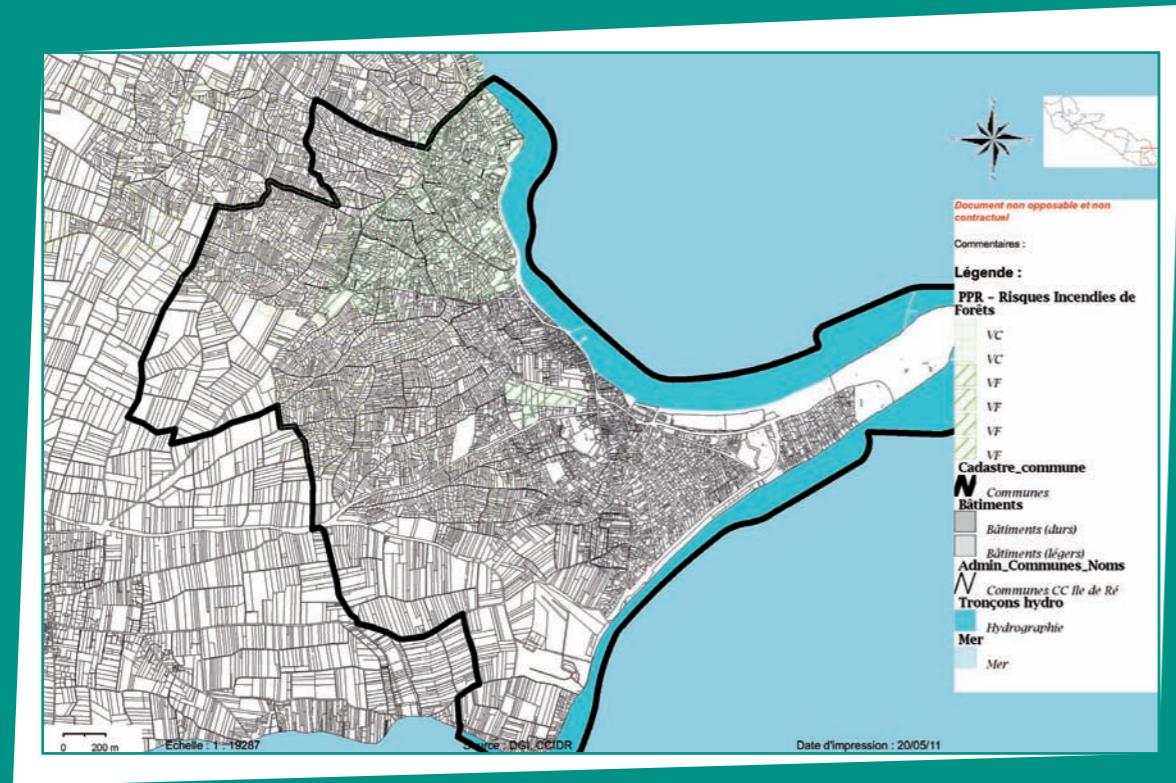 Document non opposable et non
contractuel
Commentaires :
Légende :
PPR – Risques Incendies de
Forêts
VC
VC
VF
VF
VF
VF
Cadastre_commune
Communes
Bâtiments
Bâtiments (durs)
Bâtiments (légers)
Admin_Communes_Noms
Communes CC Ile de Ré
Tronçons hydro
Hydrographie
Mer
Mer
0 200 m
Echelle : 1 : 19287
Source : DGI, CCIDR
Date d'impression : 20/05/11